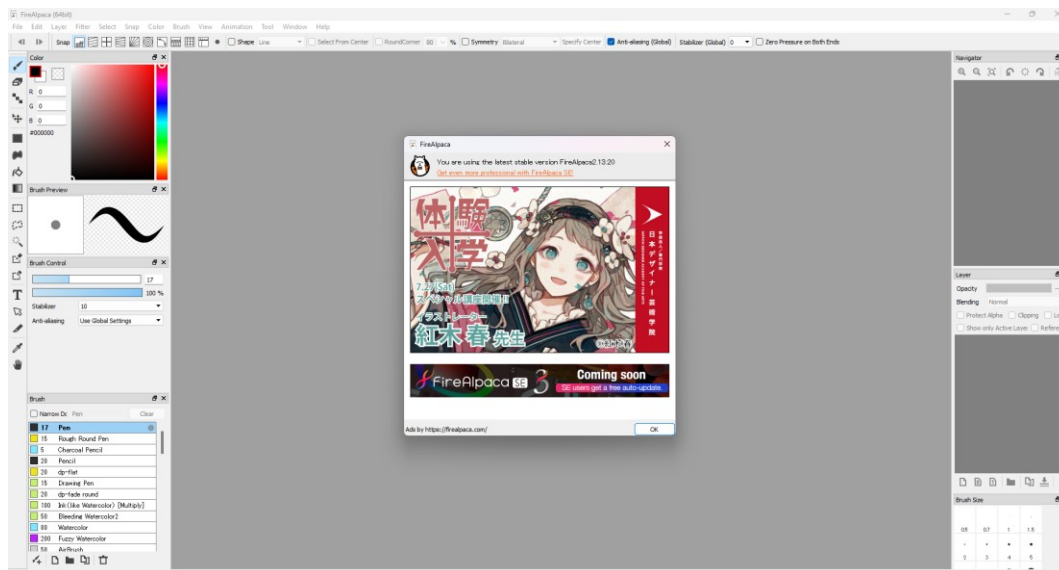 FireAlpaca (64bit)
File Edit Layer Filter Select Snap Color Brush View Animation Tool Window Help
Snap Shape Line Select From Center RoundCorner 80 % Symmetry Bilateral Specify Center Anti-aliasing (Global) Stabilizer (Global) 0 Zero Pressure on Both Ends
Color
R 0
G 0
B 0
#000000
Brush Preview
Brush Control
17
100 %
Stabilizer 10
Anti-aliasing Use Global Settings
Brush
Pen Clear
17 Pen
15 Rough Round Pen
5 Charcoal Pencil
20 Pencil
20 dp-flat
15 Drawing Pen
20 dp-fade round
100 Ink (Like Watercolor) [Multiply]
50 Bleeding Watercolor2
80 Watercolor
200 Fuzzy Watercolor
50 AirBrush
T
FireAlpaca
You are using the latest stable version FireAlpaca2.13.20
Get even more professional with FireAlpaca SE!
体験
入学
7.27[Sat]
スペシャル講座開催!!
イラストレーター
紅木春 先生
日本デザイナー芸術学院
©紅木春
FireAlpaca SE 3
Coming soon
SE users get a free auto-update.
Ads by https://firealpaca.com/
OK
Navigator
Layer
Opacity
Blending Normal
Protect Alpha Clipping
Show only Active Layer
Brush Size
0.5 0.7 1 1.5
2 3 4 5